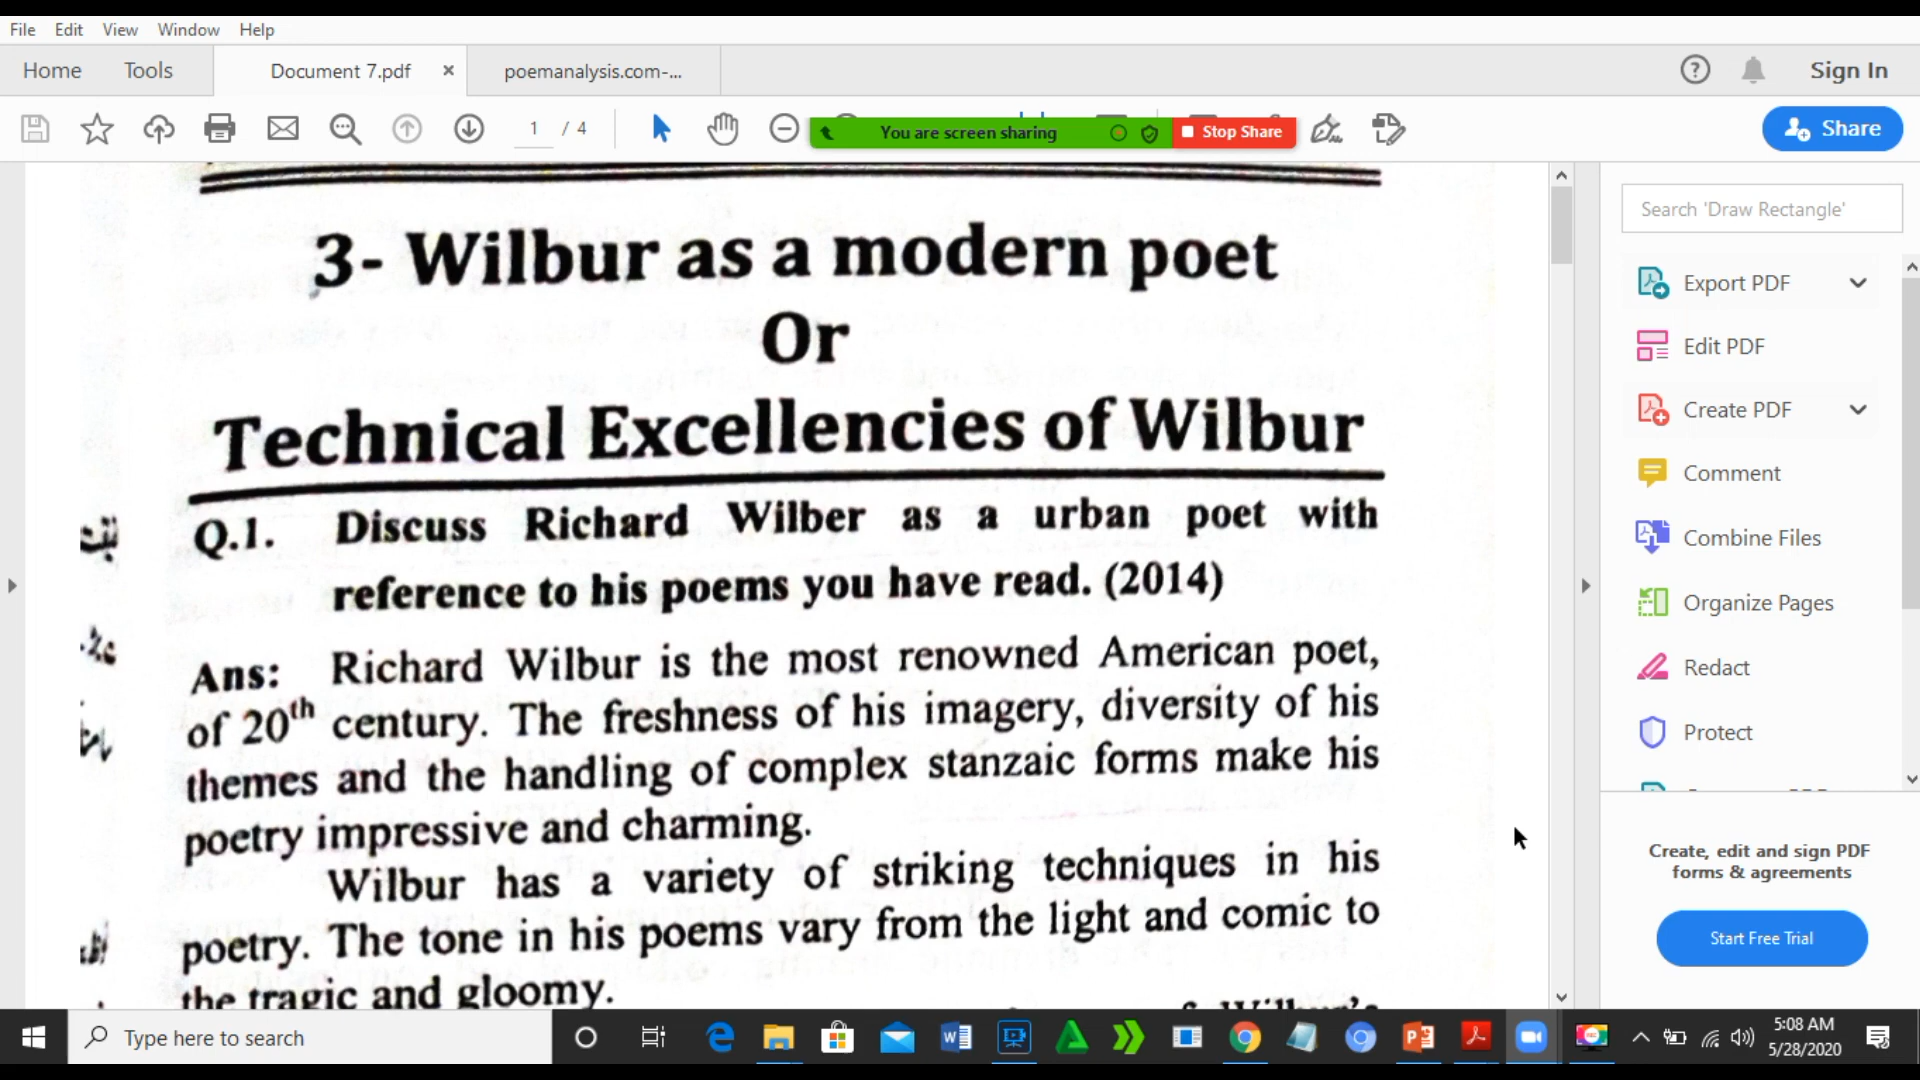 File Edit View Window Help
Home Tools Document 7.pdf × poemanalysis.com-... Sign In
1 / 4 You are screen sharing Stop Share Share
Search 'Draw Rectangle'
3- Wilbur as a modern poet
Or
Technical Excellencies of Wilbur
Q.1. Discuss Richard Wilber as a urban poet with
reference to his poems you have read. (2014)
Ans: Richard Wilbur is the most renowned American poet,
of 20th century. The freshness of his imagery, diversity of his
themes and the handling of complex stanzaic forms make his
poetry impressive and charming.
Wilbur has a variety of striking techniques in his
poetry. The tone in his poems vary from the light and comic to
the tragic and gloomy.
of Wilbur's
Export PDF
Edit PDF
Create PDF
Comment
Combine Files
Organize Pages
Redact
Protect
Create, edit and sign PDF
forms & agreements
Start Free Trial
Type here to search
5:08 AM
5/28/2020